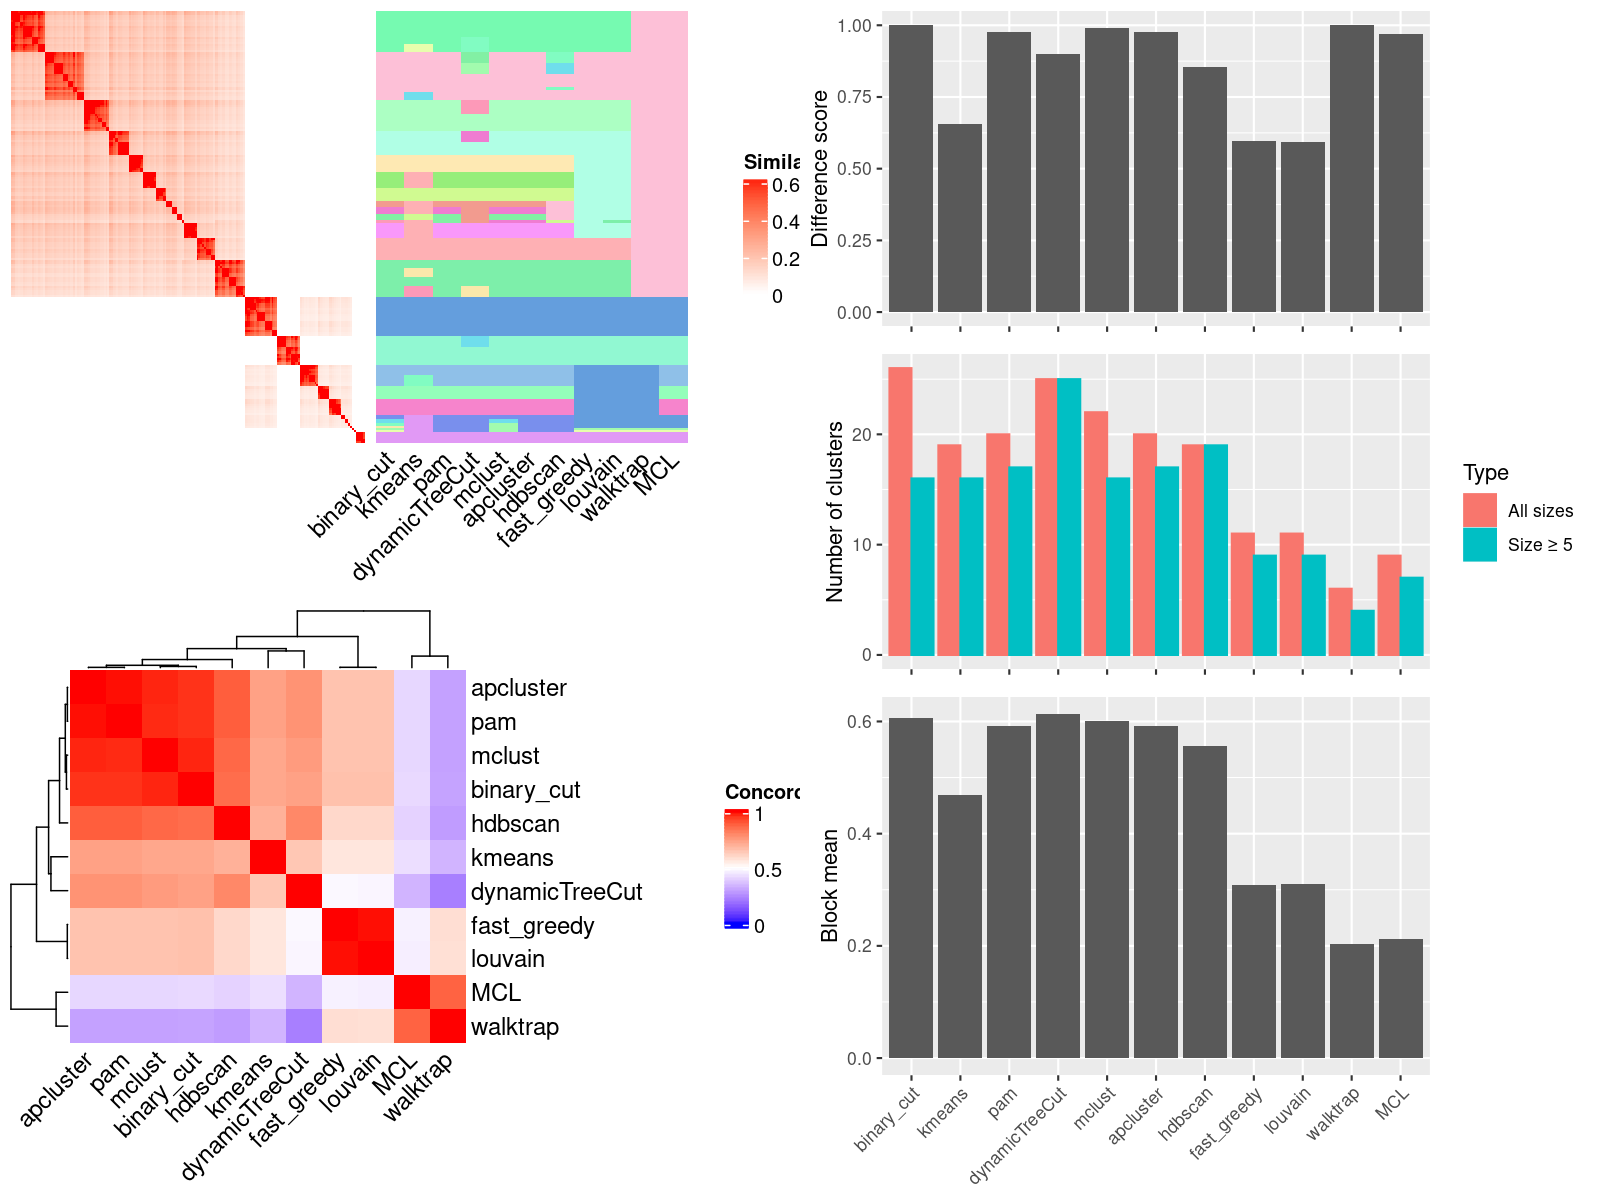 Simila
0.6
0.4
0.2
0
binary_cut
kmeans
pam
dynamicTreeCut
mclust
apcluster
hdbscan
fast_greedy
louvain
walktrap
MCL
Difference score
1.00
0.75
0.50
0.25
0.00
Number of clusters
20
10
0
Type
All sizes
Size ≥ 5
apcluster
pam
mclust
binary_cut
hdbscan
kmeans
dynamicTreeCut
fast_greedy
louvain
MCL
walktrap
apcluster
pam
mclust
binary_cut
hdbscan
kmeans
dynamicTreeCut
fast_greedy
louvain
MCL
walktrap
Concord
1
0.5
0
Block mean
0.6
0.4
0.2
0.0
binary_cut
kmeans
pam
dynamicTreeCut
mclust
apcluster
hdbscan
fast_greedy
louvain
walktrap
MCL